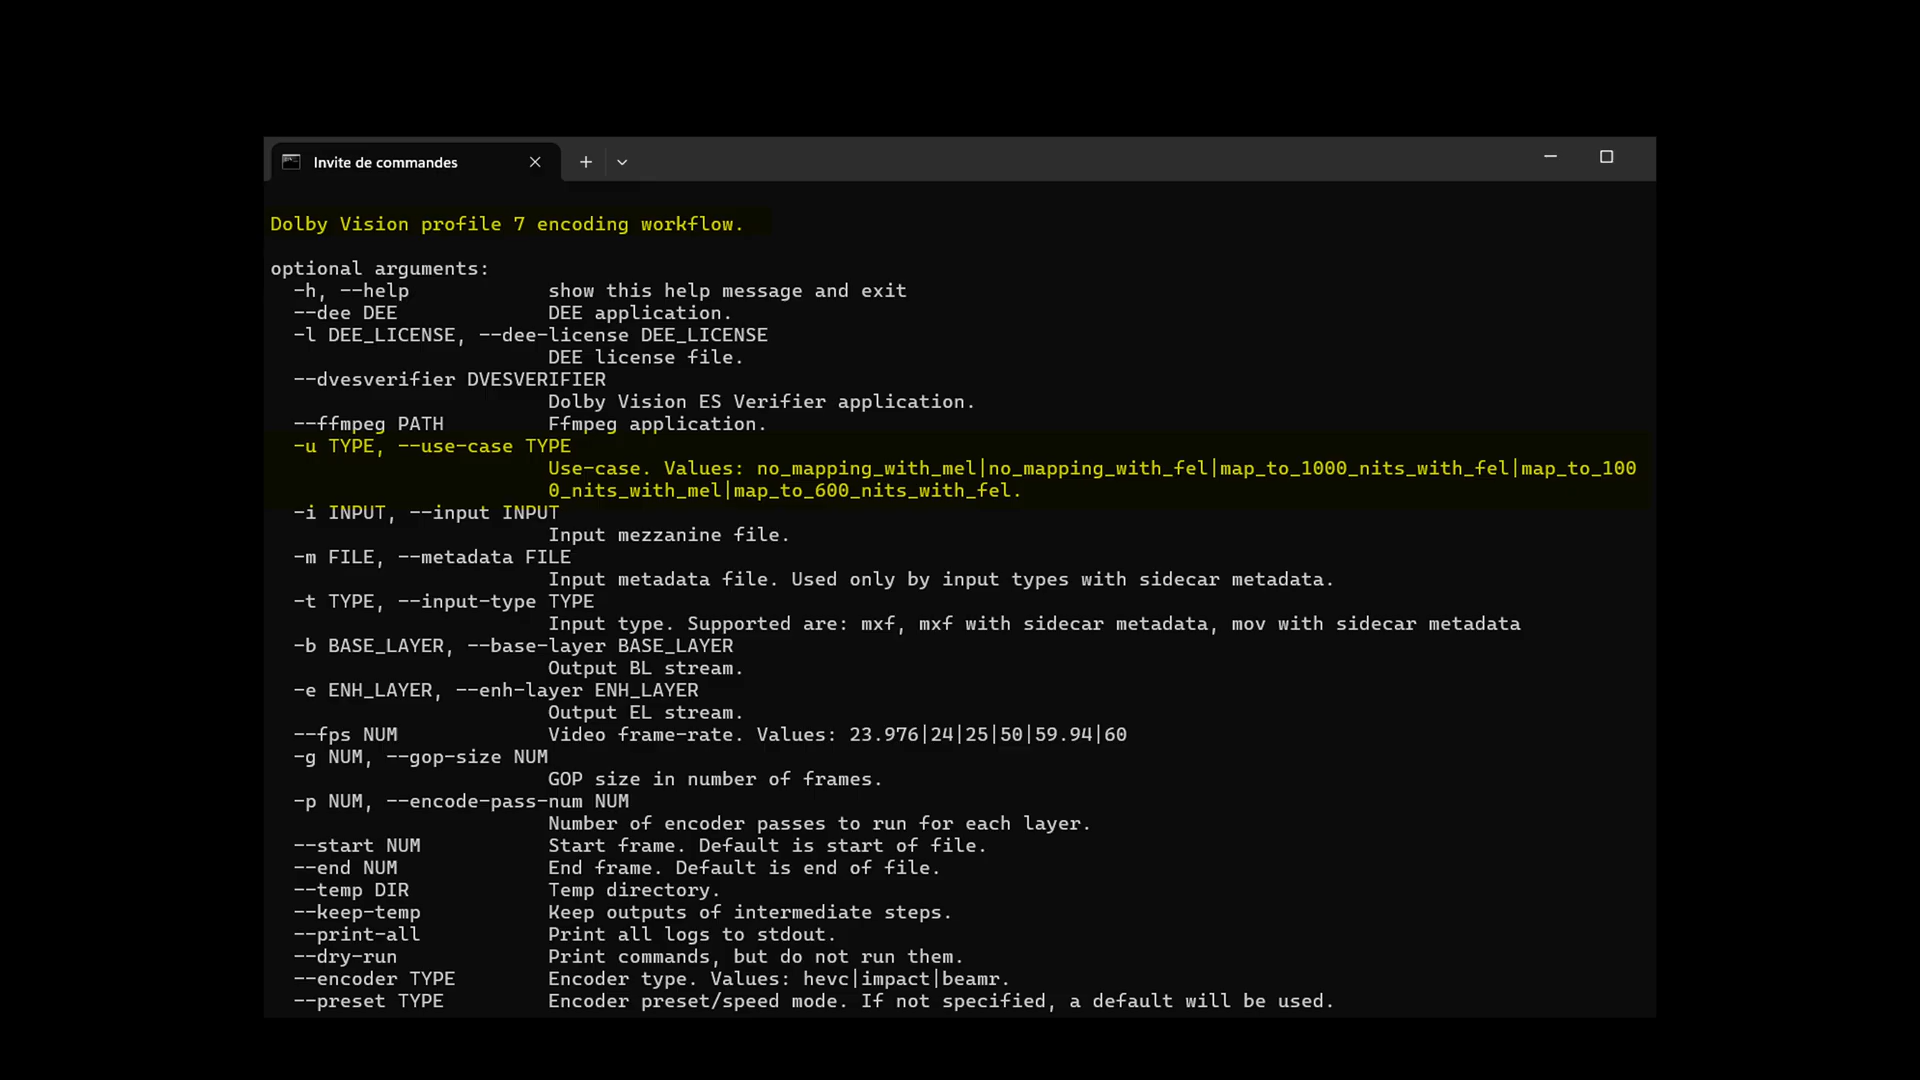 Invite de commandes
Dolby Vision profile 7 encoding workflow.
optional arguments:
-h, --help show this help message and exit
--dee DEE DEE application.
-l DEE_LICENSE, --dee-license DEE_LICENSE
DEE license file.
--dvesverifier DVESVERIFIER
Dolby Vision ES Verifier application.
--ffmpeg PATH Ffmpeg application.
-u TYPE, --use-case TYPE
Use-case. Values: no_mapping_with_mel|no_mapping_with_fel|map_to_1000_nits_with_fel|map_to_100
0_nits_with_mel|map_to_600_nits_with_fel.
-i INPUT, --input INPUT
Input mezzanine file.
-m FILE, --metadata FILE
Input metadata file. Used only by input types with sidecar metadata.
-t TYPE, --input-type TYPE
Input type. Supported are: mxf, mxf with sidecar metadata, mov with sidecar metadata
-b BASE_LAYER, --base-layer BASE_LAYER
Output BL stream.
-e ENH_LAYER, --enh-layer ENH_LAYER
Output EL stream.
--fps NUM Video frame-rate. Values: 23.976|24|25|50|59.94|60
-g NUM, --gop-size NUM
GOP size in number of frames.
-p NUM, --encode-pass-num NUM
Number of encoder passes to run for each layer.
--start NUM Start frame. Default is start of file.
--end NUM End frame. Default is end of file.
--temp DIR Temp directory.
--keep-temp Keep outputs of intermediate steps.
--print-all Print all logs to stdout.
--dry-run Print commands, but do not run them.
--encoder TYPE Encoder type. Values: hevc|impact|beamr.
--preset TYPE Encoder preset/speed mode. If not specified, a default will be used.